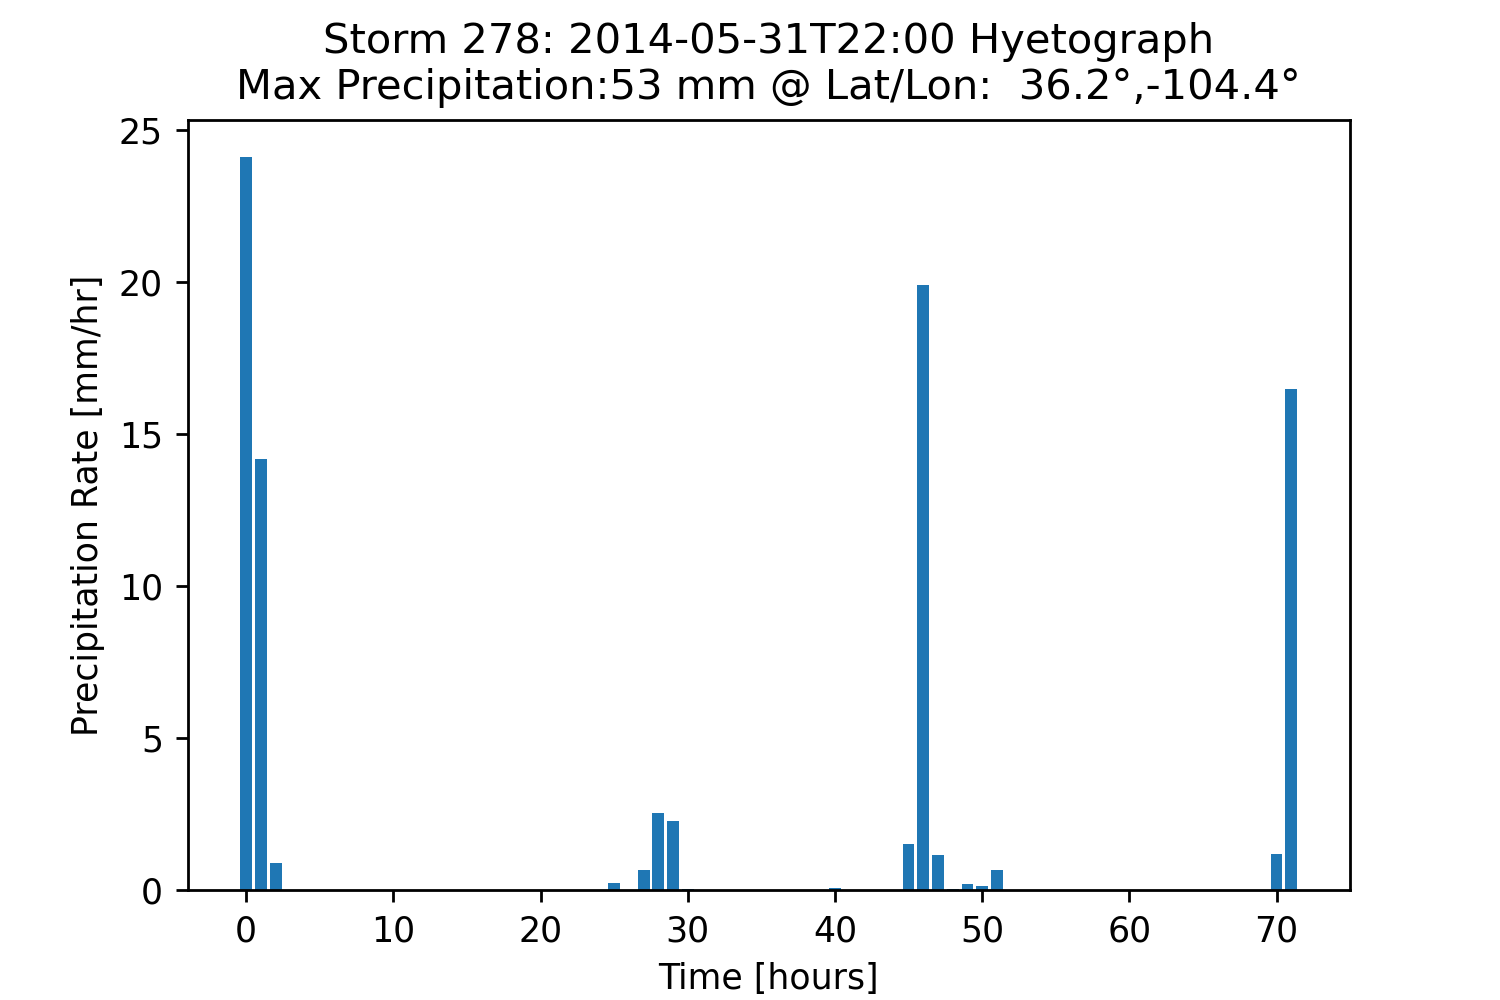 Storm 278: 2014-05-31T22:00 Hyetograph
Max Precipitation:53 mm @ Lat/Lon:  36.2°,-104.4°
25
20
15
10
5
0
Precipitation Rate [mm/hr]
0 10 20 30 40 50 60 70
Time [hours]